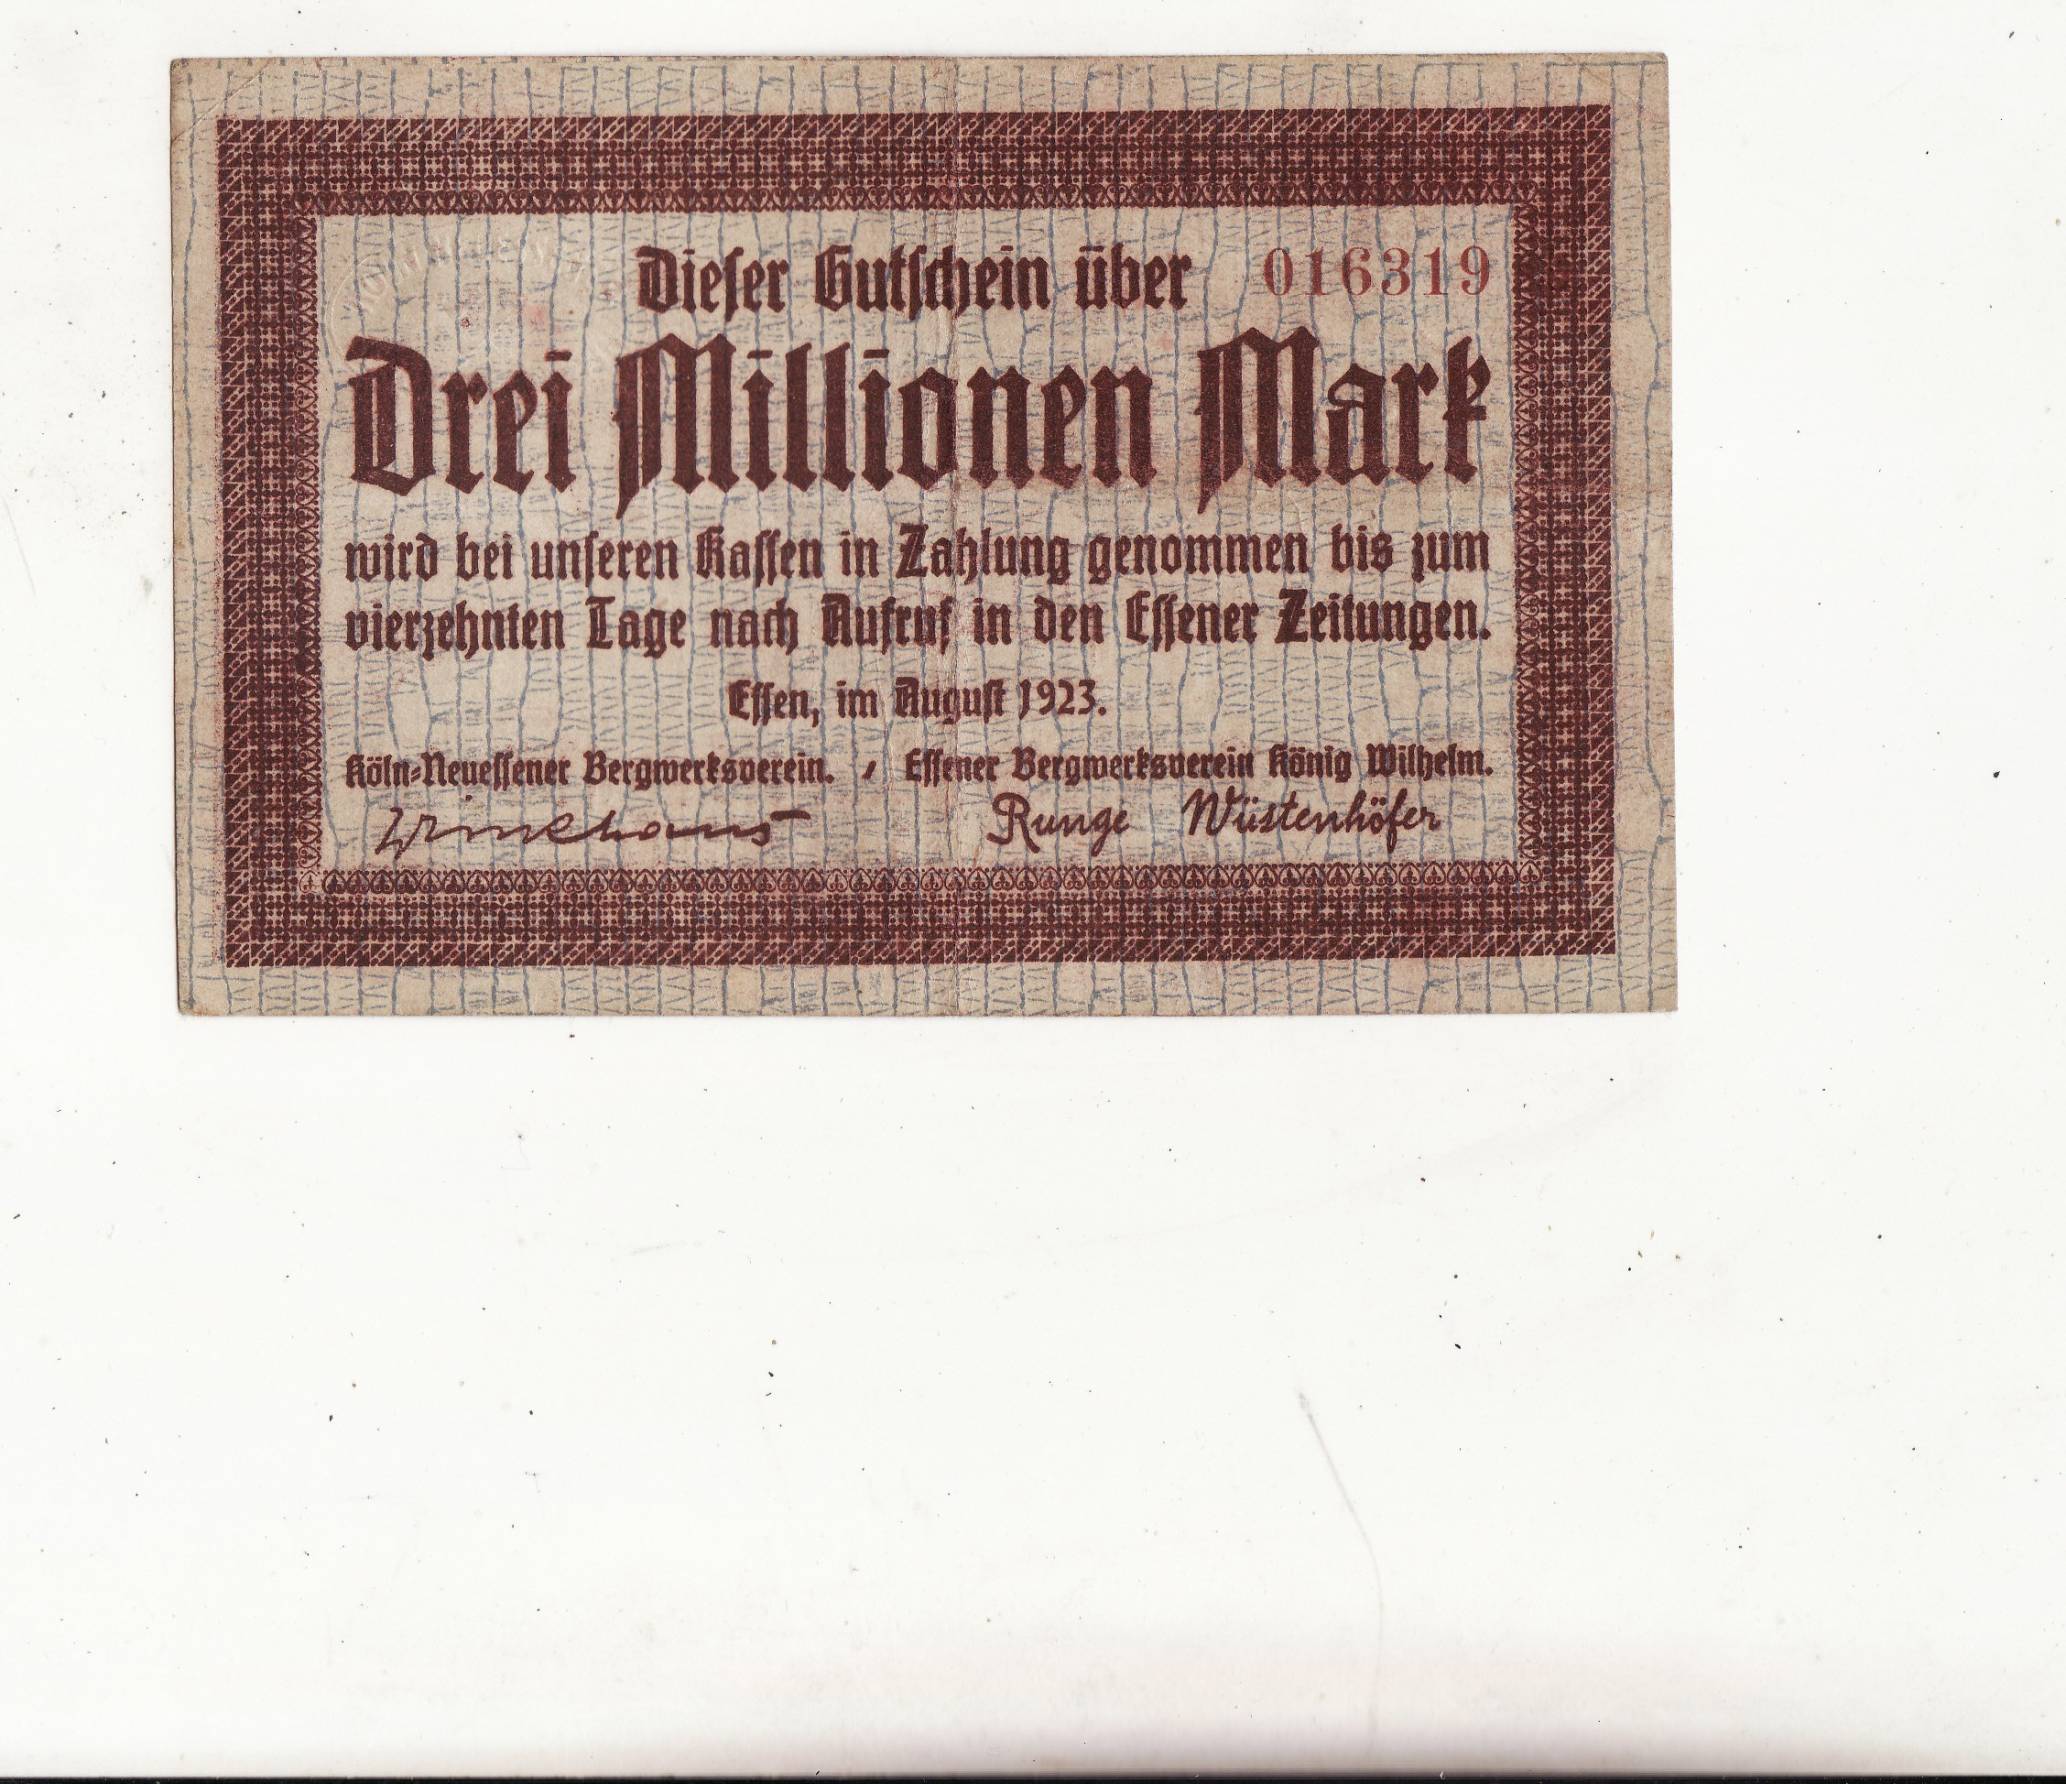 Dieser Gutschein über 016319
Drei Millionen Mark
wird bei unseren Kassen in Zahlung genommen bis zum
vierzehnten Tage nach Aufruf in den Essener Zeitungen.
Essen, im August 1923.
Köln-Neuessener Bergwerksverein. / Essener Bergwerksverein König Wilhelm.
Runge Wüstenhöfer